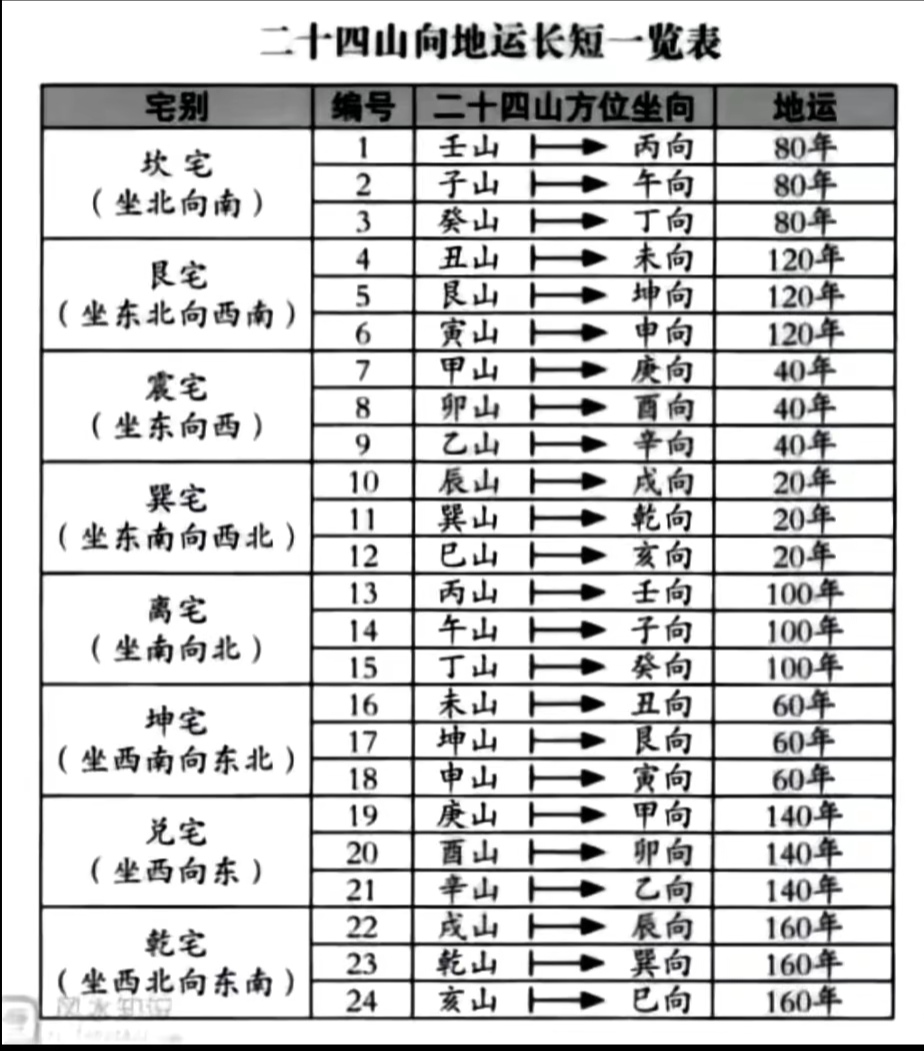 二十四山向地运长短一览表
宅别 编号 二十四山方位坐向 地运
坎宅
（坐北向南）
1 壬山 丙向 80年
2 子山 午向 80年
3 癸山 丁向 80年
艮宅
（坐东北向西南）
4 丑山 未向 120年
5 艮山 坤向 120年
6 寅山 申向 120年
震宅
（坐东向西）
7 甲山 庚向 40年
8 卯山 酉向 40年
9 乙山 辛向 40年
巽宅
（坐东南向西北）
10 辰山 戌向 20年
11 巽山 乾向 20年
12 巳山 亥向 20年
离宅
（坐南向北）
13 丙山 壬向 100年
14 午山 子向 100年
15 丁山 癸向 100年
坤宅
（坐西南向东北）
16 未山 丑向 60年
17 坤山 艮向 60年
18 申山 寅向 60年
兑宅
（坐西向东）
19 庚山 甲向 140年
20 酉山 卯向 140年
21 辛山 乙向 140年
乾宅
（坐西北向东南）
22 戌山 辰向 160年
23 乾山 巽向 160年
24 亥山 巳向 160年
风水知识